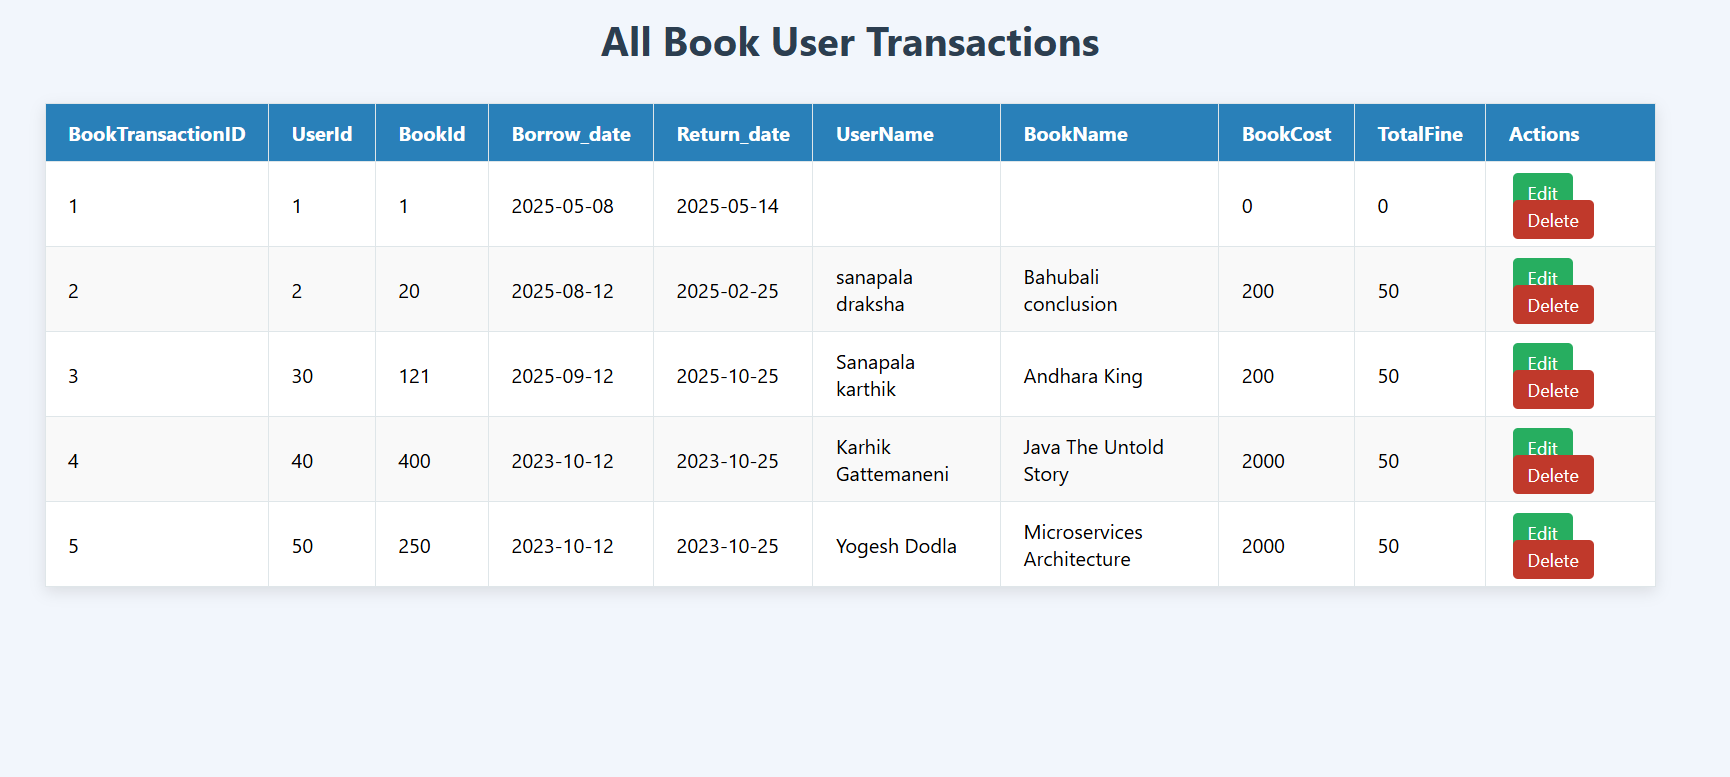 All Book User Transactions
BookTransactionID UserId BookId Borrow_date Return_date UserName BookName BookCost TotalFine Actions
1 1 1 2025-05-08 2025-05-14 0 0 Edit
Delete
2 2 20 2025-08-12 2025-02-25 sanapala draksha Bahubali conclusion 200 50 Edit
Delete
3 30 121 2025-09-12 2025-10-25 Sanapala karthik Andhara King 200 50 Edit
Delete
4 40 400 2023-10-12 2023-10-25 Karhik Gattemaneni Java The Untold Story 2000 50 Edit
Delete
5 50 250 2023-10-12 2023-10-25 Yogesh Dodla Microservices Architecture 2000 50 Edit
Delete